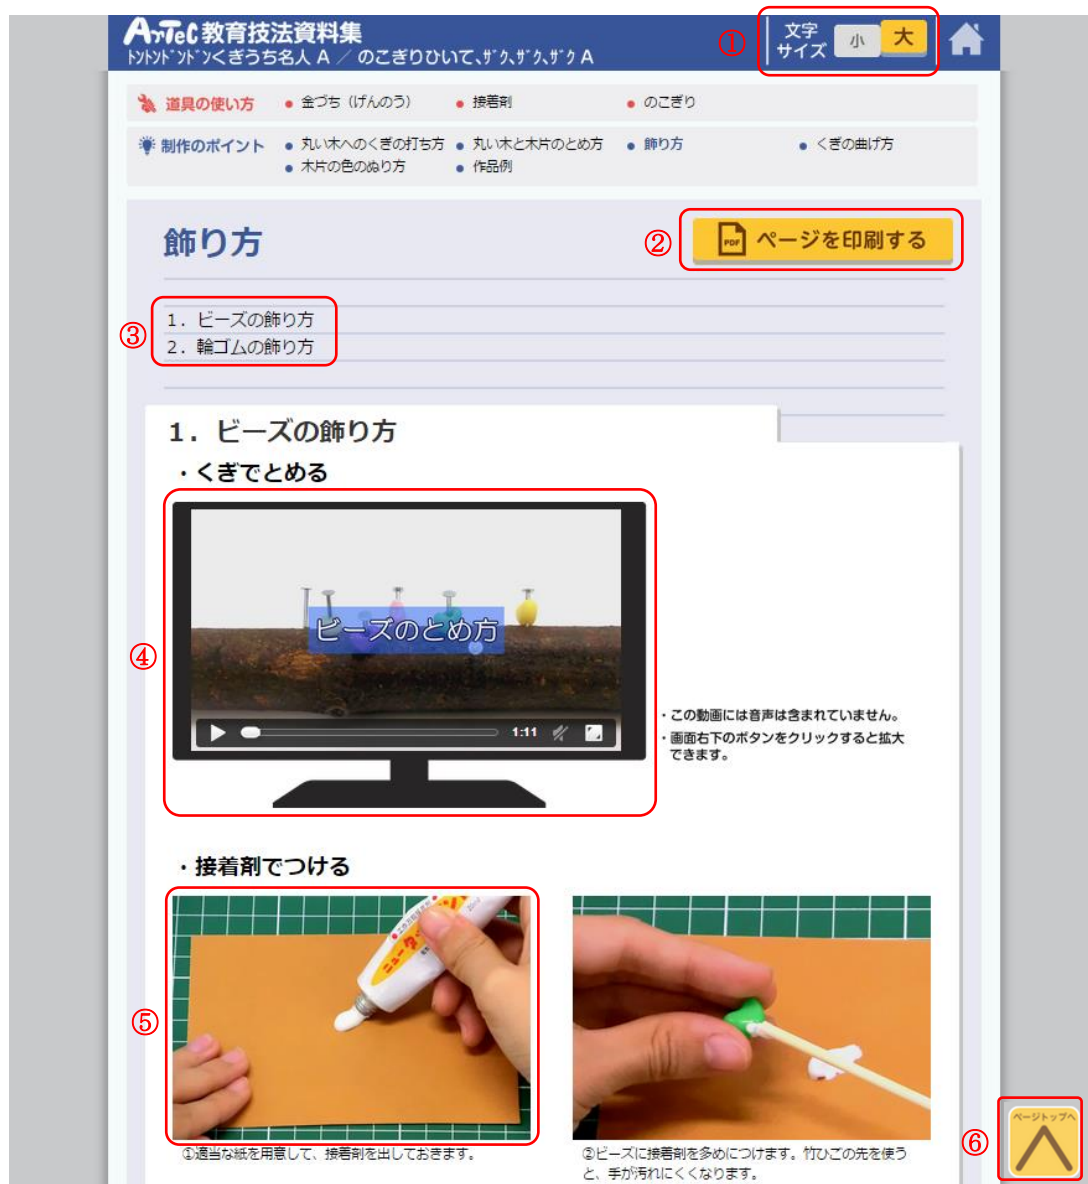 ArTeC教育技法資料集
ﾄﾝﾄﾝﾄﾞﾝﾄﾞﾝくぎうち名人 A ／ のこぎりひいて、ｻﾞｸ、ｻﾞｸ、ｻﾞｸ A
①
文字
サイズ 小 大
道具の使い方 ● 金づち（げんのう） ● 接着剤 ● のこぎり
制作のポイント ● 丸い木へのくぎの打ち方 ● 丸い木と木片のとめ方 ● 飾り方 ● くぎの曲げ方
● 木片の色のぬり方 ● 作品例
飾り方
② PDF ページを印刷する
③
1. ビーズの飾り方
2. 輪ゴムの飾り方
1. ビーズの飾り方
・くぎでとめる
④
ビーズのとめ方
1:11
・この動画には音声は含まれていません。
・画面右下のボタンをクリックすると拡大
できます。
・接着剤でつける
⑤
①適当な紙を用意して、接着剤を出しておきます。
②ビーズに接着剤を多めにつけます。竹ひごの先を使う
と、手が汚れにくくなります。
⑥
ページトップへ